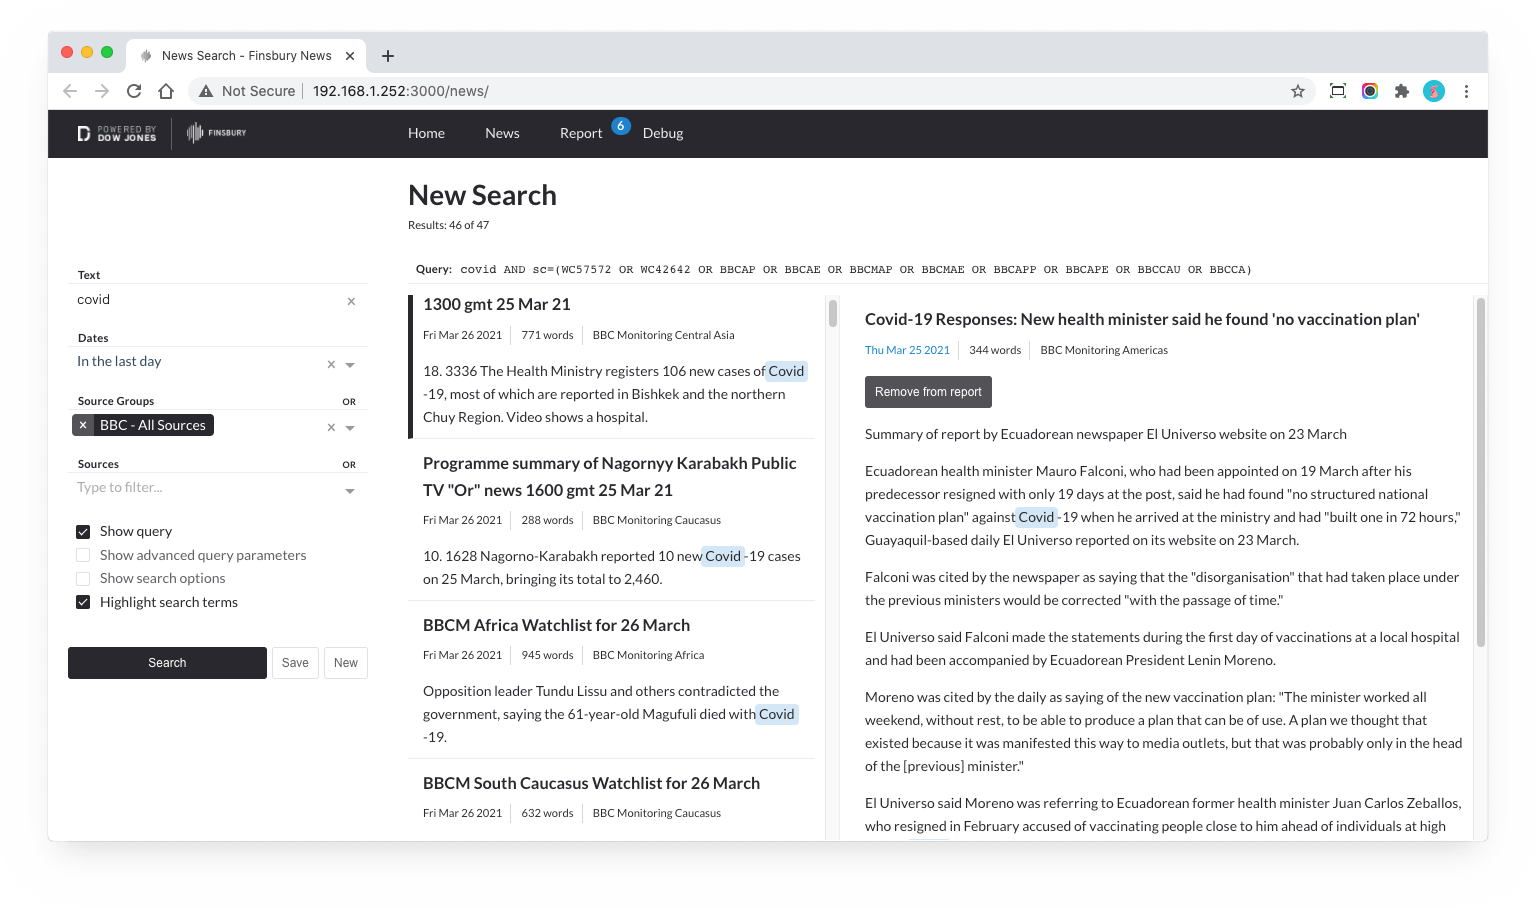 News Search - Finsbury News
Not Secure
192.168.1.252:3000/news/
POWERED BY
DOW JONES
FINSBURY
Home
News
Report
6
Debug
New Search
Results: 46 of 47
Query: covid AND sc=(WC57572 OR WC42642 OR BBCAP OR BBCAE OR BBCMAP OR BBCMAE OR BBCAPP OR BBCAPE OR BBCCAU OR BBCCA)
Text
covid
Dates
In the last day
Source Groups
OR
BBC - All Sources
Sources
OR
Type to filter...
Show query
Show advanced query parameters
Show search options
Highlight search terms
Search
Save
New
1300 gmt 25 Mar 21
Fri Mar 26 2021
771 words
BBC Monitoring Central Asia
18. 3336 The Health Ministry registers 106 new cases of Covid
-19, most of which are reported in Bishkek and the northern
Chuy Region. Video shows a hospital.
Programme summary of Nagornyy Karabakh Public
TV "Or" news 1600 gmt 25 Mar 21
Fri Mar 26 2021
288 words
BBC Monitoring Caucasus
10. 1628 Nagorno-Karabakh reported 10 new Covid -19 cases
on 25 March, bringing its total to 2,460.
BBCM Africa Watchlist for 26 March
Fri Mar 26 2021
945 words
BBC Monitoring Africa
Opposition leader Tundu Lissu and others contradicted the
government, saying the 61-year-old Magufuli died with Covid
-19.
BBCM South Caucasus Watchlist for 26 March
Fri Mar 26 2021
632 words
BBC Monitoring Caucasus
Covid-19 Responses: New health minister said he found 'no vaccination plan'
Thu Mar 25 2021
344 words
BBC Monitoring Americas
Remove from report
Summary of report by Ecuadorean newspaper El Universo website on 23 March
Ecuadorean health minister Mauro Falconi, who had been appointed on 19 March after his
predecessor resigned with only 19 days at the post, said he had found "no structured national
vaccination plan" against Covid -19 when he arrived at the ministry and had "built one in 72 hours,"
Guayaquil-based daily El Universo reported on its website on 23 March.
Falconi was cited by the newspaper as saying that the "disorganisation" that had taken place under
the previous ministers would be corrected "with the passage of time."
El Universo said Falconi made the statements during the first day of vaccinations at a local hospital
and had been accompanied by Ecuadorean President Lenin Moreno.
Moreno was cited by the daily as saying of the new vaccination plan: "The minister worked all
weekend, without rest, to be able to produce a plan that can be of use. A plan we thought that
existed because it was manifested this way to media outlets, but that was probably only in the head
of the [previous] minister."
El Universo said Moreno was referring to Ecuadorean former health minister Juan Carlos Zeballos,
who resigned in February accused of vaccinating people close to him ahead of individuals at high